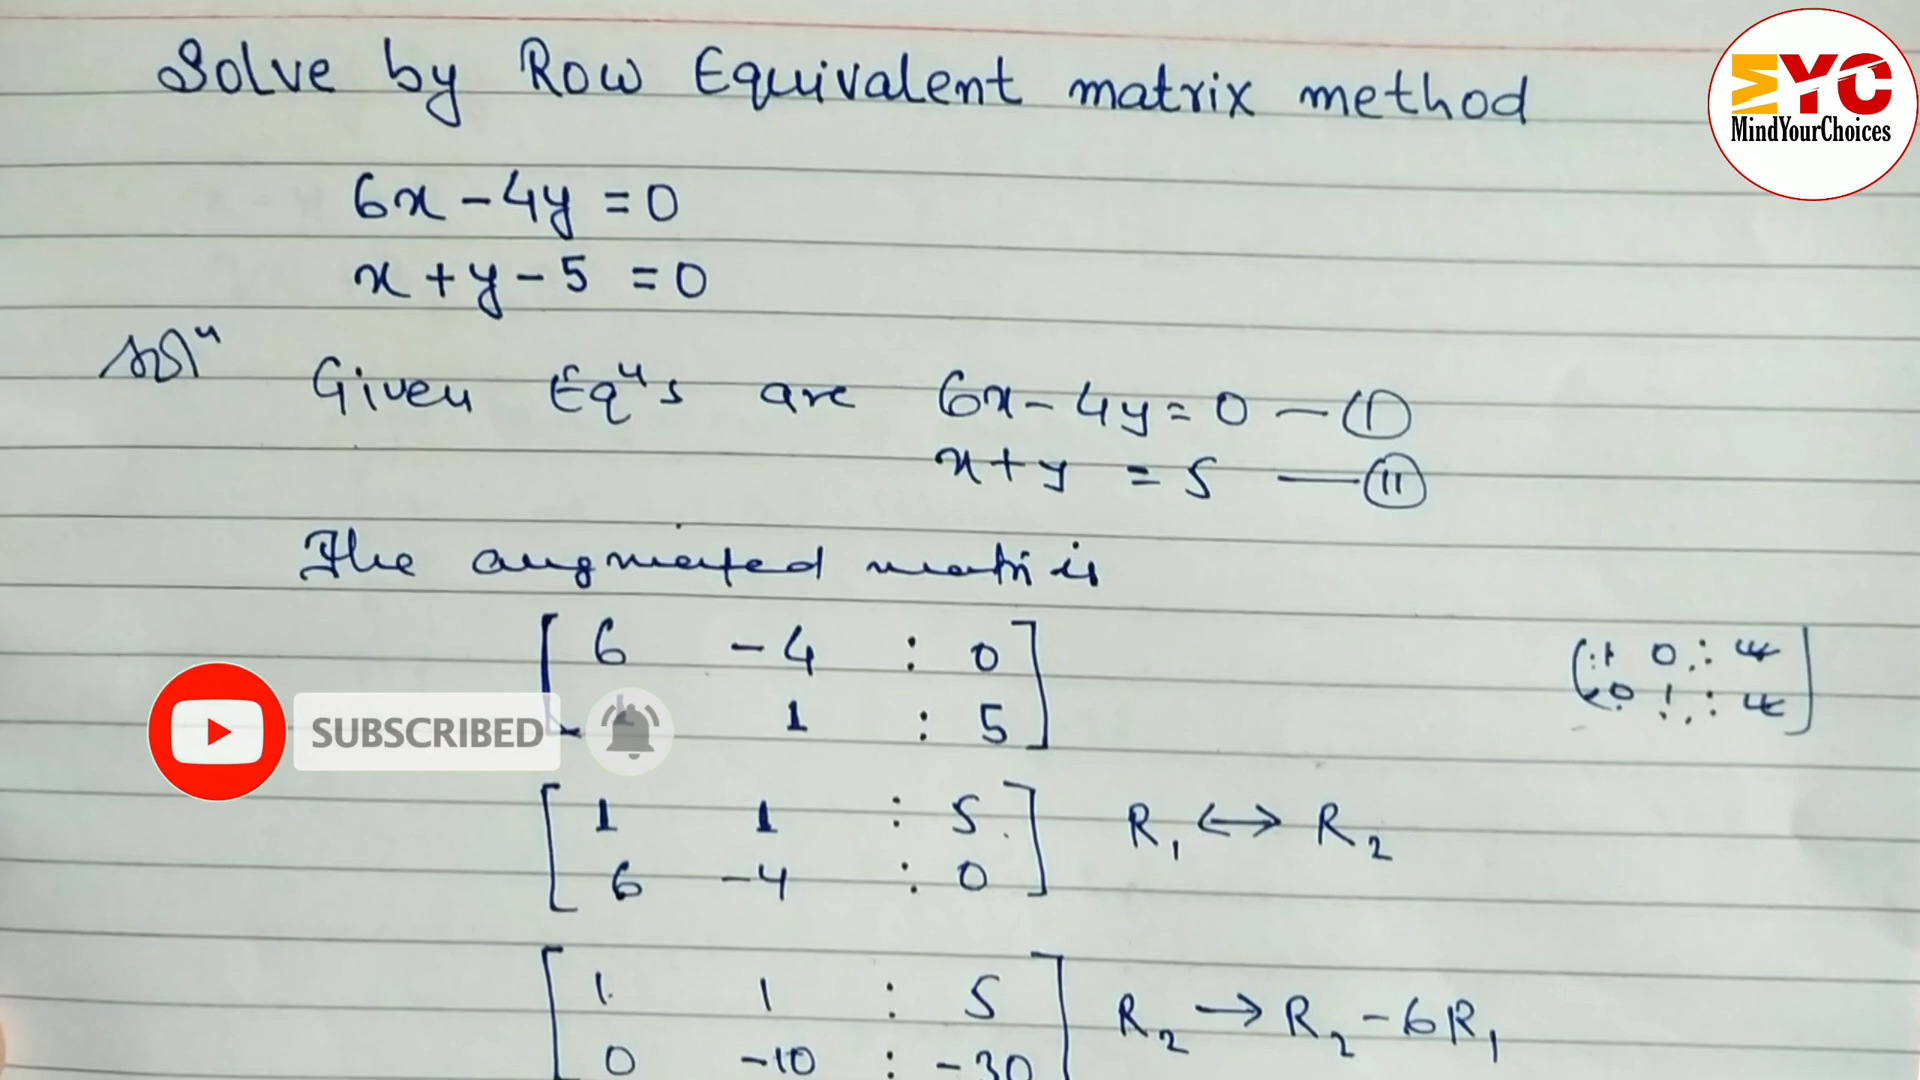 Solve by Row Equivalent matrix method
MYC
MindYourChoices
6x - 4y = 0
x + y - 5 = 0
Solⁿ
Given Eqⁿs are 6x - 4y = 0 — (I)
x + y = 5 — (II)
The augmented matrix is
[ 6 -4 : 0 ]
[ 1 : 5 ]
SUBSCRIBED
[ 1 1 : 5 ] R₁ ↔ R₂
[ 6 -4 : 0 ]
[ 1 1 : 5 ] R₂ → R₂ - 6R₁
[ 0 -10 : -30 ]